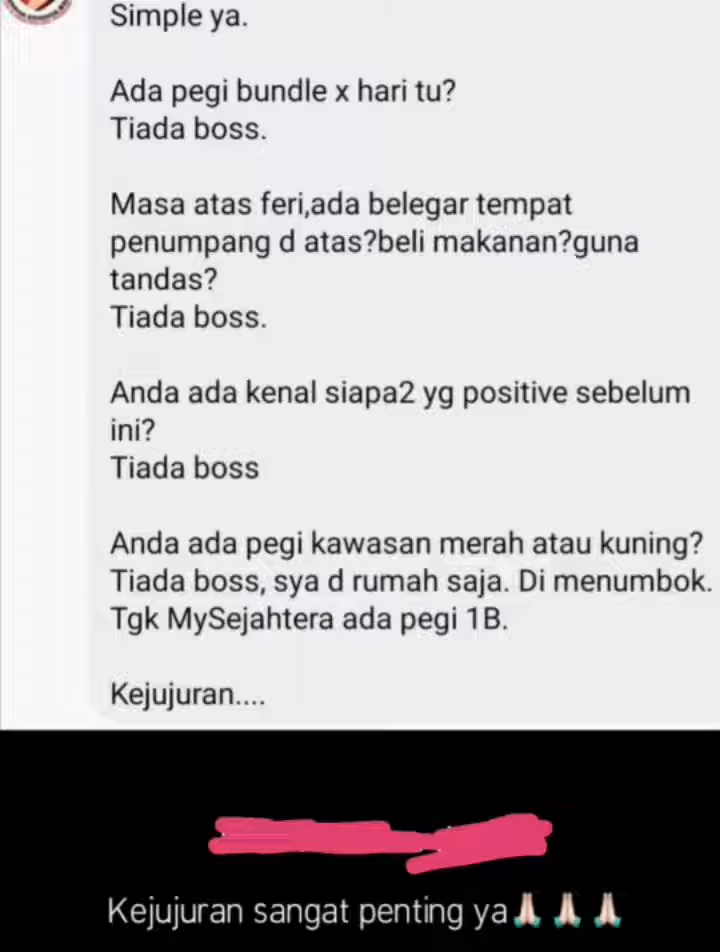 Simple ya.
Ada pegi bundle x hari tu?
Tiada boss.
Masa atas feri,ada belegar tempat
penumpang d atas?beli makanan?guna
tandas?
Tiada boss.
Anda ada kenal siapa2 yg positive sebelum
ini?
Tiada boss
Anda ada pegi kawasan merah atau kuning?
Tiada boss, sya d rumah saja. Di menumbok.
Tgk MySejahtera ada pegi 1B.
Kejujuran....
Kejujuran sangat penting ya🙏🏻🙏🏻🙏🏻